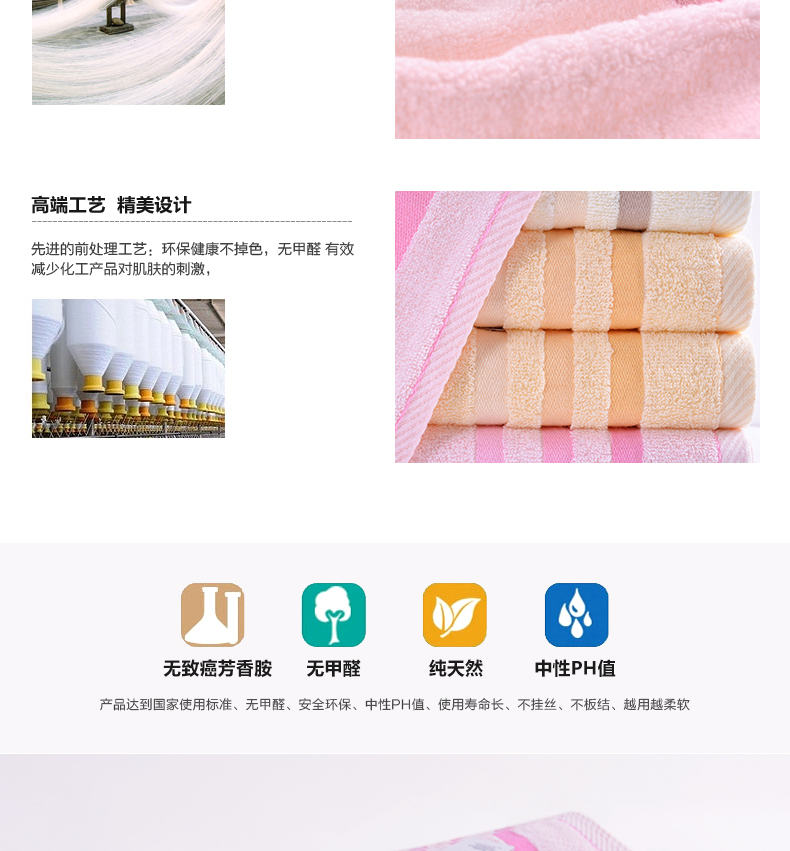 高端工艺 精美设计
先进的前处理工艺：环保健康不掉色，无甲醛 有效
减少化工产品对肌肤的刺激，
无致癌芳香胺 无甲醛 纯天然 中性PH值
产品达到国家使用标准、无甲醛、安全环保、中性PH值、使用寿命长、不挂丝、不板结、越用越柔软